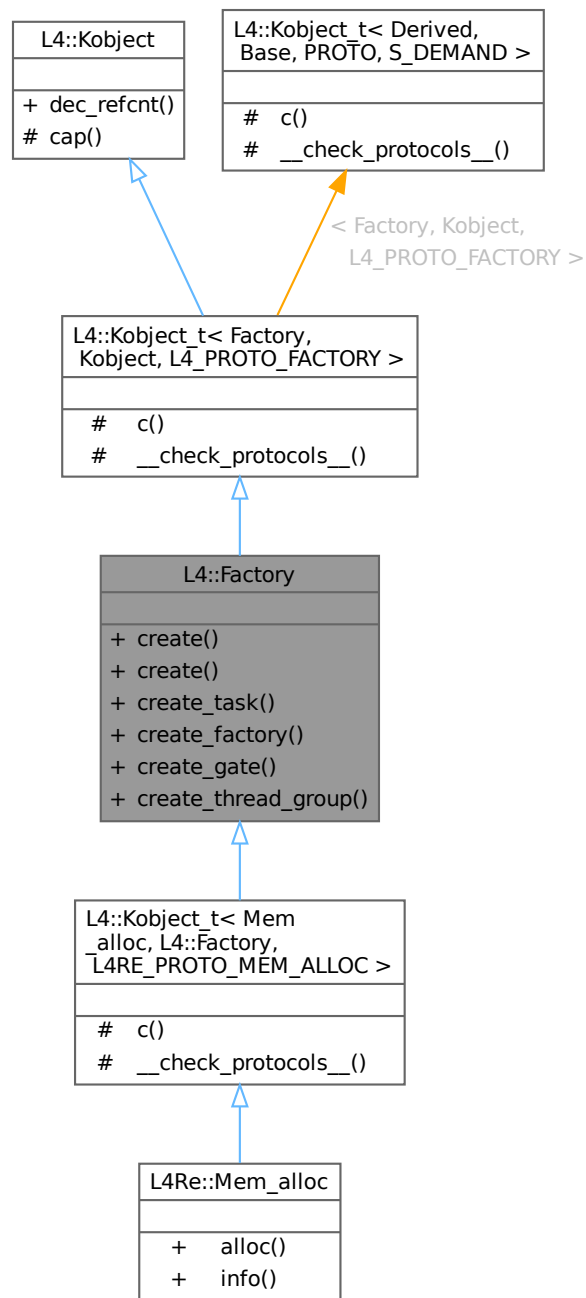 L4::Kobject
+ dec_refcnt()
# cap()
L4::Kobject_t< Derived,
Base, PROTO, S_DEMAND >
# c()
# __check_protocols__()
< Factory, Kobject,
L4_PROTO_FACTORY >
L4::Kobject_t< Factory,
Kobject, L4_PROTO_FACTORY >
# c()
# __check_protocols__()
L4::Factory
+ create()
+ create()
+ create_task()
+ create_factory()
+ create_gate()
+ create_thread_group()
L4::Kobject_t< Mem
_alloc, L4::Factory,
L4RE_PROTO_MEM_ALLOC >
# c()
# __check_protocols__()
L4Re::Mem_alloc
+ alloc()
+ info()